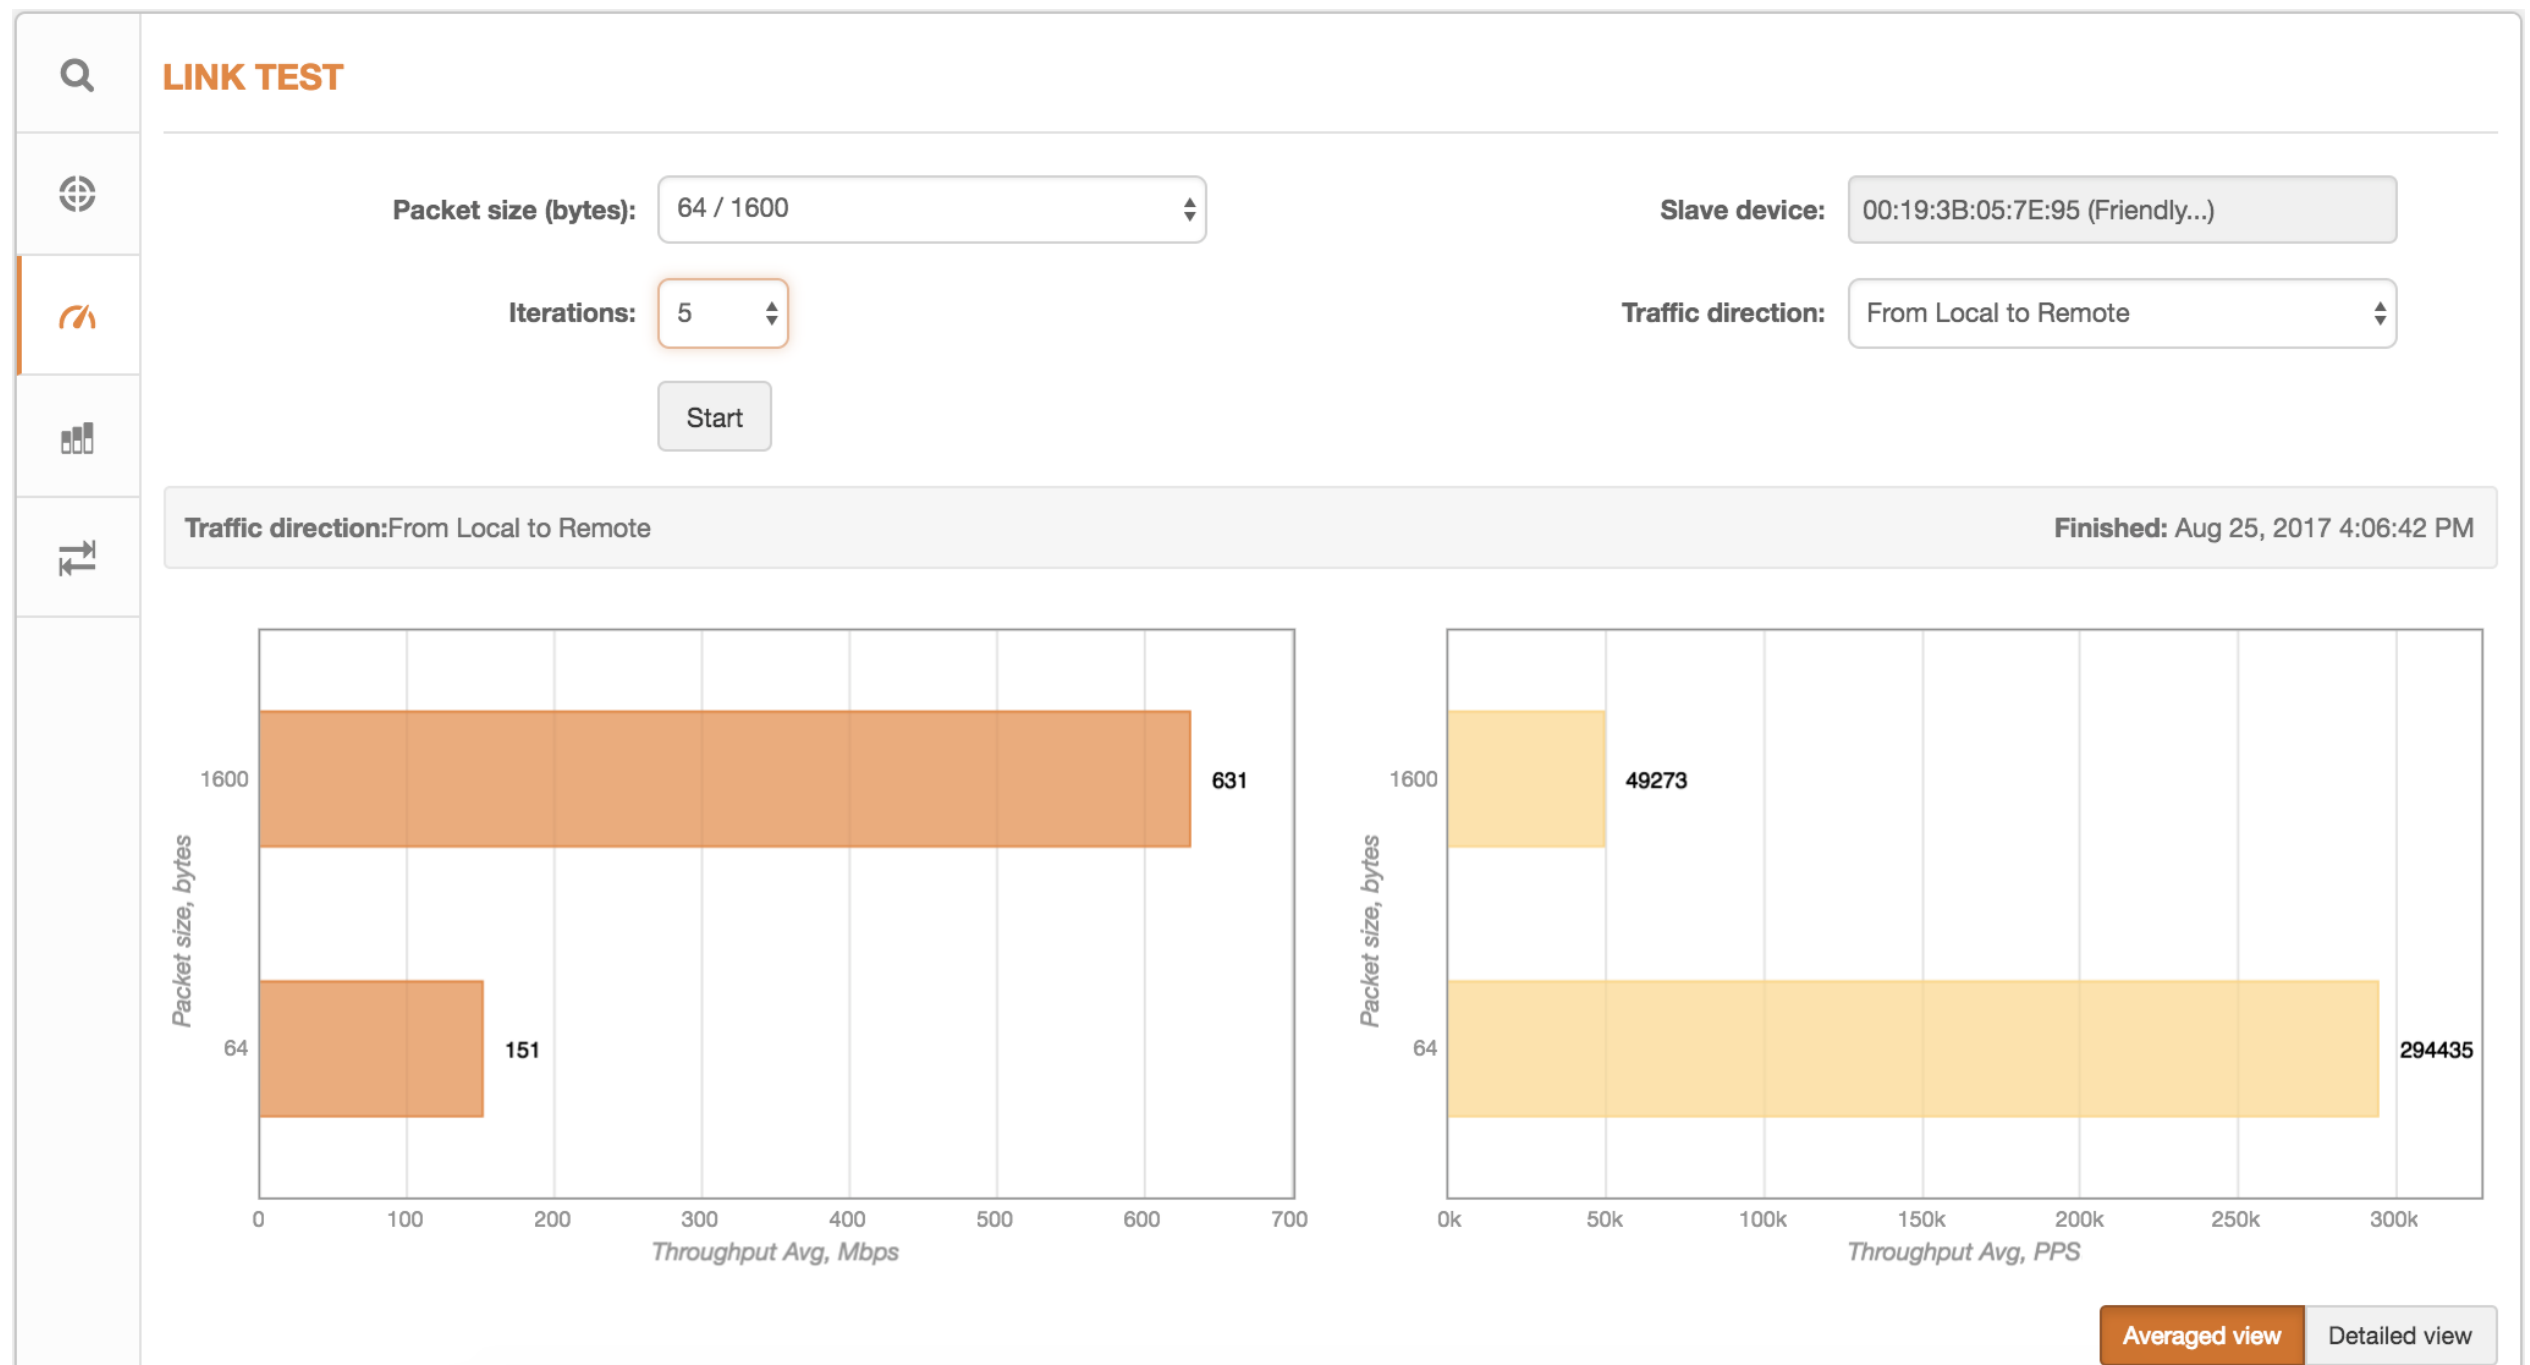 LINK TEST
Packet size (bytes): 64 / 1600 Slave device: 00:19:3B:05:7E:95 (Friendly...)
Iterations: 5 Traffic direction: From Local to Remote
Start
Traffic direction:From Local to Remote Finished: Aug 25, 2017 4:06:42 PM
Packet size, bytes
1600
631
64
151
0 100 200 300 400 500 600 700
Throughput Avg, Mbps
Packet size, bytes
1600
49273
64
294435
0k 50k 100k 150k 200k 250k 300k
Throughput Avg, PPS
Averaged view Detailed view